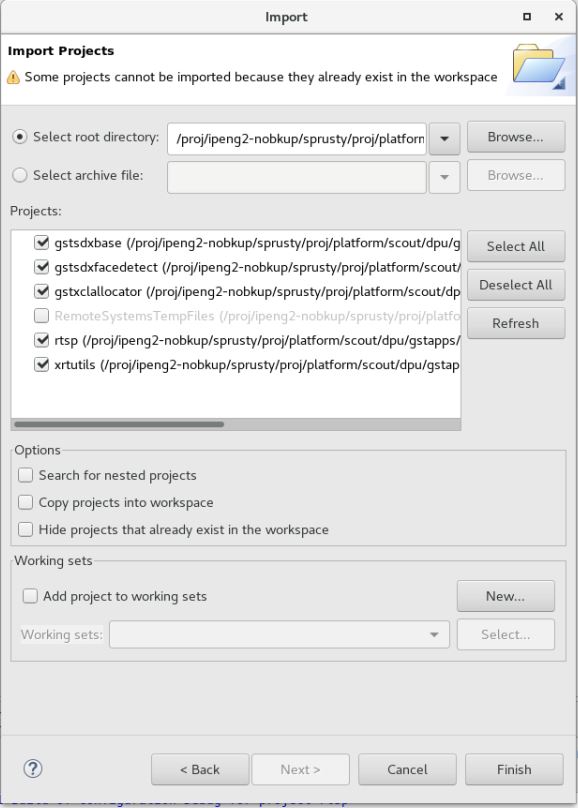 Import
Import Projects
Some projects cannot be imported because they already exist in the workspace
Select root directory: /proj/ipeng2-nobkup/sprusty/proj/platform Browse...
Select archive file: Browse...
Projects:
gstsdxbase (/proj/ipeng2-nobkup/sprusty/proj/platform/scout/dpu/g
Select All
gstsdxfacedetect (/proj/ipeng2-nobkup/sprusty/proj/platform/scout/
gstxclallocator (/proj/ipeng2-nobkup/sprusty/proj/platform/scout/dp
Deselect All
RemoteSystemsTempFiles (/proj/ipeng2-nobkup/sprusty/proj/platfo
Refresh
rtsp (/proj/ipeng2-nobkup/sprusty/proj/platform/scout/dpu/gstapps/
xrtutils (/proj/ipeng2-nobkup/sprusty/proj/platform/scout/dpu/gstap
Options
Search for nested projects
Copy projects into workspace
Hide projects that already exist in the workspace
Working sets
Add project to working sets New...
Working sets: Select...
? < Back Next > Cancel Finish